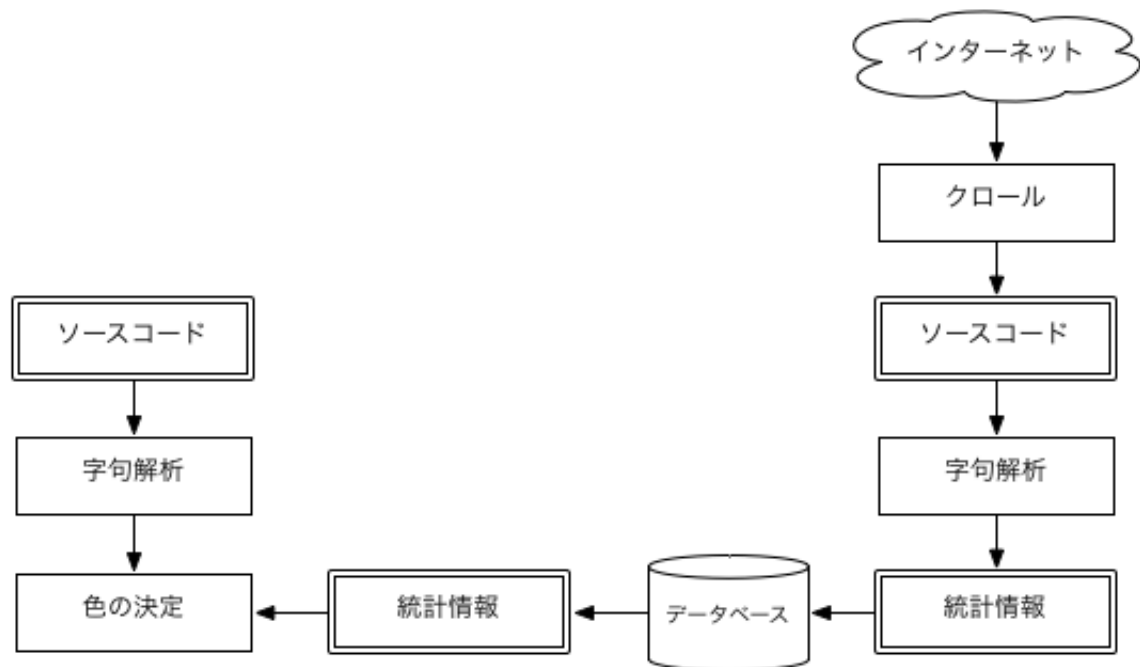 インターネット
クロール
ソースコード
ソースコード
字句解析
字句解析
色の決定
統計情報
データベース
統計情報